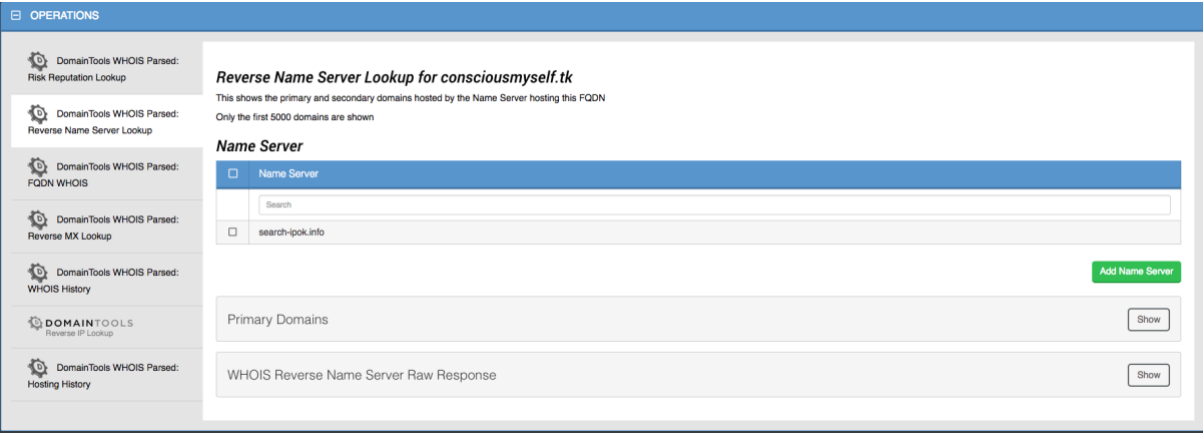 OPERATIONS
DomainTools WHOIS Parsed:
Risk Reputation Lookup
DomainTools WHOIS Parsed:
Reverse Name Server Lookup
DomainTools WHOIS Parsed:
FQDN WHOIS
DomainTools WHOIS Parsed:
Reverse MX Lookup
DomainTools WHOIS Parsed:
WHOIS History
DOMAINTOOLS
Reverse IP Lookup
DomainTools WHOIS Parsed:
Hosting History
Reverse Name Server Lookup for consciousmyself.tk
This shows the primary and secondary domains hosted by the Name Server hosting this FQDN
Only the first 5000 domains are shown
Name Server
Name Server
Search
search-ipok.info
Add Name Server
Primary Domains
Show
WHOIS Reverse Name Server Raw Response
Show